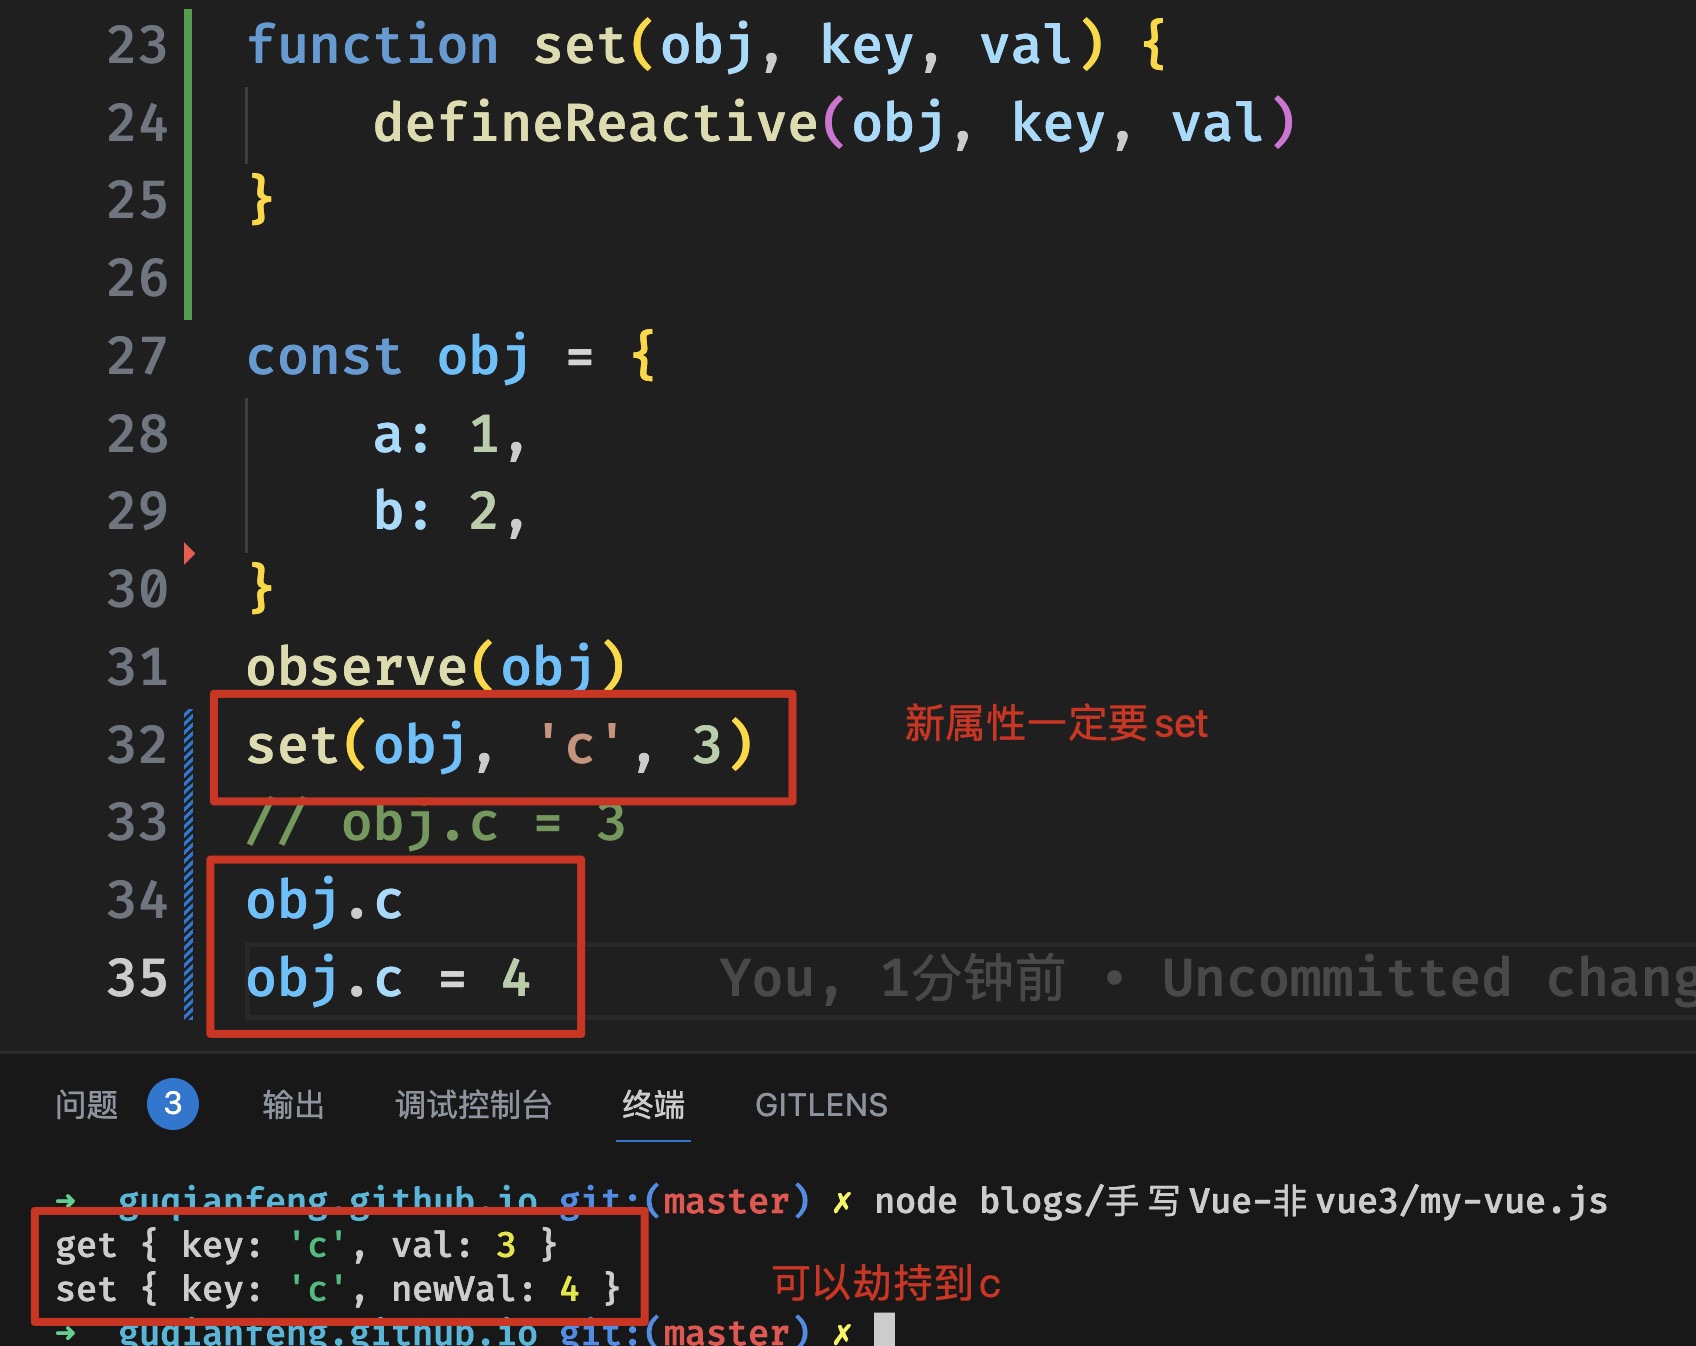 23 function set(obj, key, val) {
24 defineReactive(obj, key, val)
25 }
26
27 const obj = {
28 a: 1,
29 b: 2,
30 }
31 observe(obj)
32 set(obj, 'c', 3)
新属性一定要set
33 // obj.c = 3
34 obj.c
35 obj.c = 4 You, 1分钟前 • Uncommitted chang
问题 3 输出 调试控制台 终端 GITLENS
→ guqianfeng.github.io git:(master) ✗ node blogs/手写Vue-非vue3/my-vue.js
get { key: 'c', val: 3 }
set { key: 'c', newVal: 4 }
可以劫持到c
→ guqianfeng.github.io git:(master) ✗